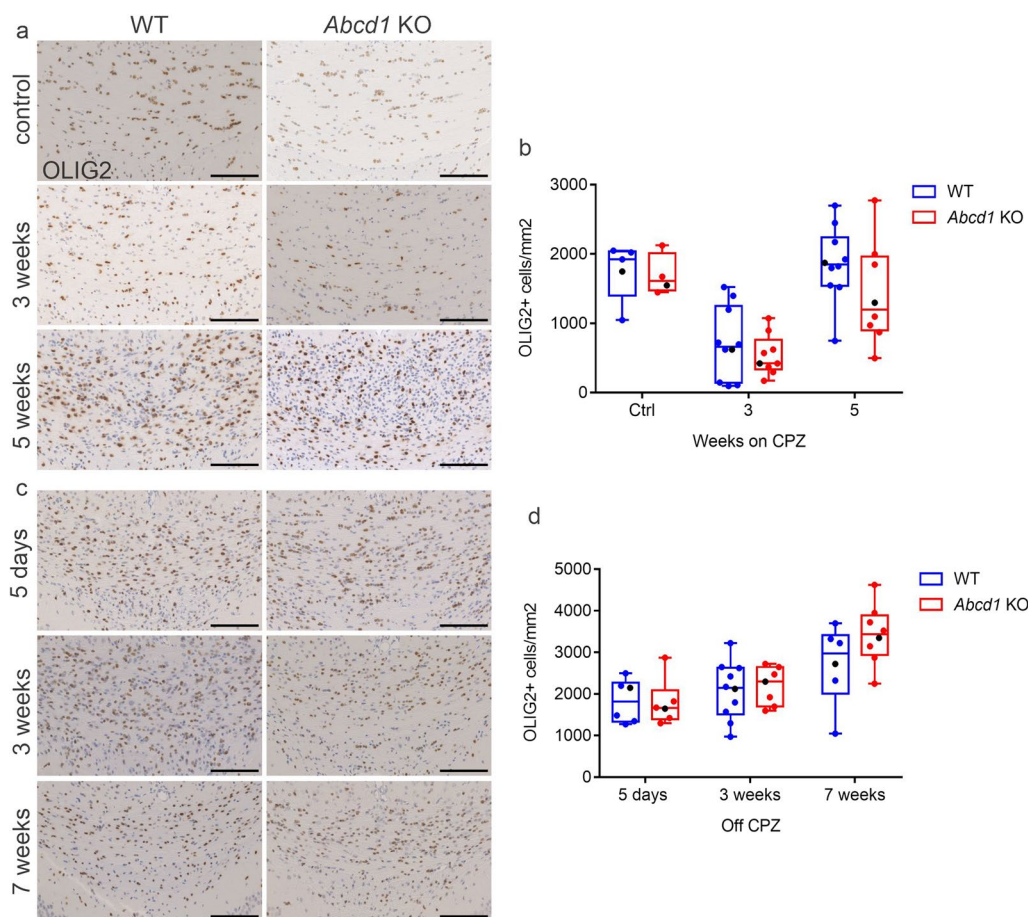 a
WT
Abcd1 KO
control
OLIG2
3 weeks
5 weeks
b
OLIG2+ cells/mm2
3000
2000
1000
0
Ctrl
3
5
Weeks on CPZ
WT
Abcd1 KO
c
5 days
3 weeks
7 weeks
d
OLIG2+ cells/mm2
5000
4000
3000
2000
1000
0
5 days
3 weeks
7 weeks
Off CPZ
WT
Abcd1 KO